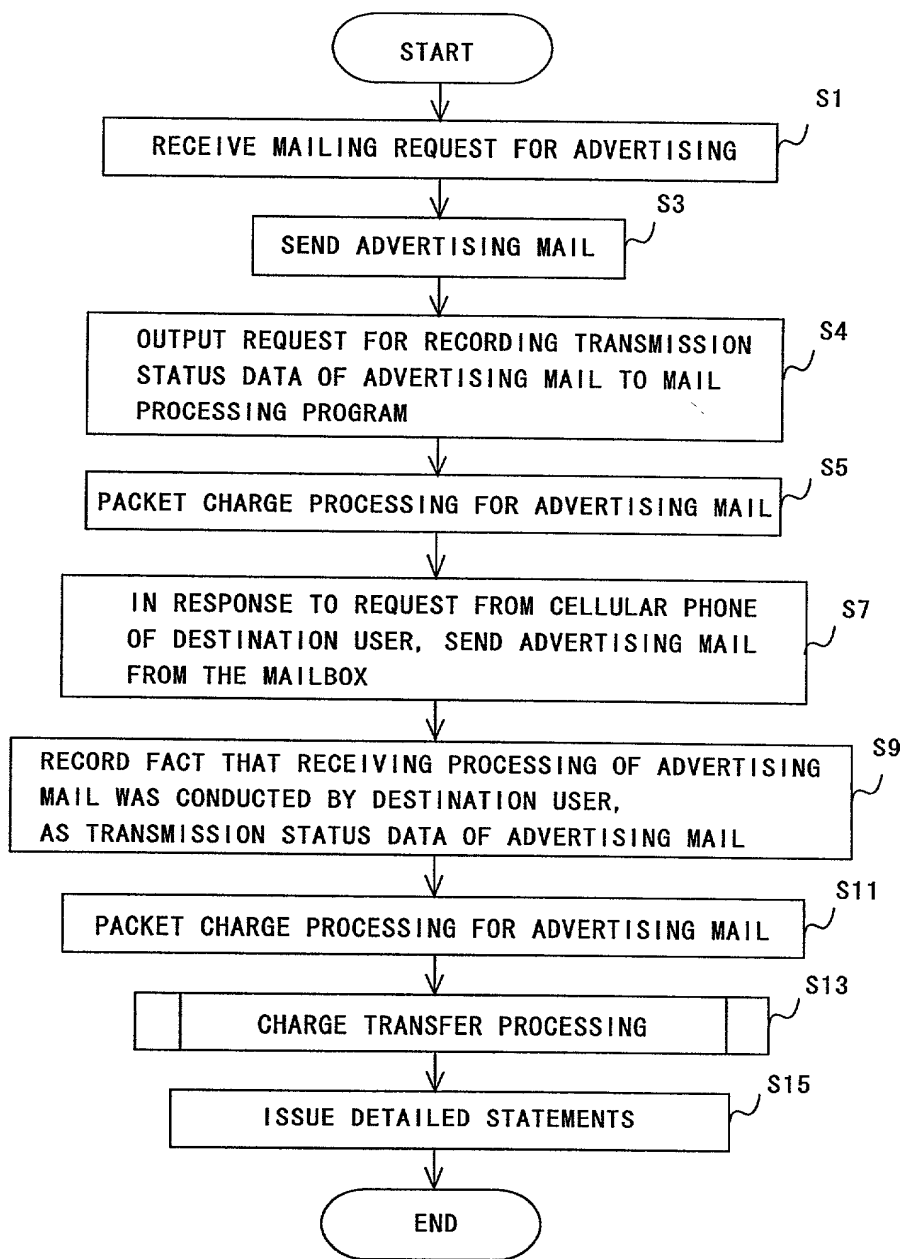 START
S1
RECEIVE MAILING REQUEST FOR ADVERTISING
S3
SEND ADVERTISING MAIL
S4
OUTPUT REQUEST FOR RECORDING TRANSMISSION
STATUS DATA OF ADVERTISING MAIL TO MAIL
PROCESSING PROGRAM
S5
PACKET CHARGE PROCESSING FOR ADVERTISING MAIL
S7
IN RESPONSE TO REQUEST FROM CELLULAR PHONE
OF DESTINATION USER, SEND ADVERTISING MAIL
FROM THE MAILBOX
S9
RECORD FACT THAT RECEIVING PROCESSING OF ADVERTISING
MAIL WAS CONDUCTED BY DESTINATION USER,
AS TRANSMISSION STATUS DATA OF ADVERTISING MAIL
S11
PACKET CHARGE PROCESSING FOR ADVERTISING MAIL
S13
CHARGE TRANSFER PROCESSING
S15
ISSUE DETAILED STATEMENTS
END